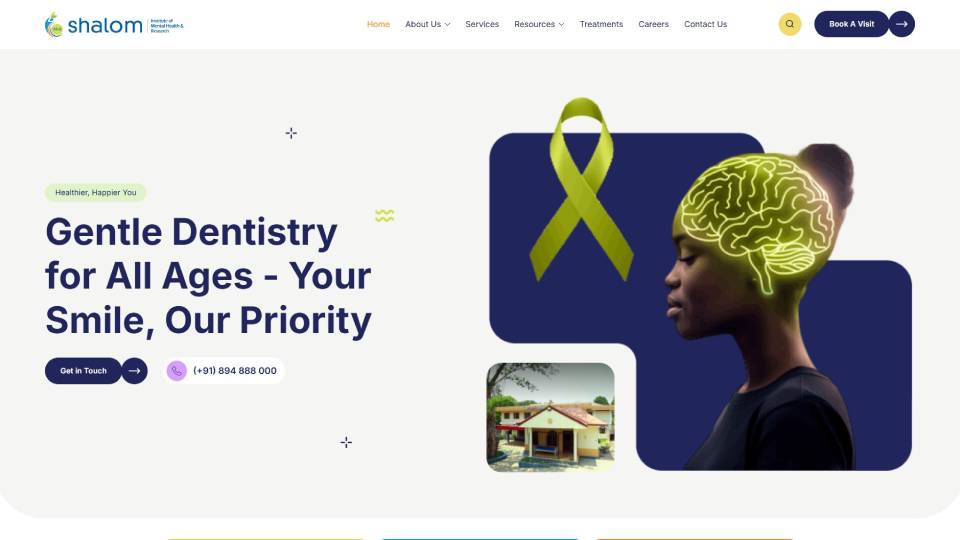 shalom
Institute of
Mental Health &
Research
Home
About Us
Services
Resources
Treatments
Careers
Contact Us
Book A Visit
Healthier, Happier You
Gentle Dentistry
for All Ages - Your
Smile, Our Priority
Get in Touch
(+91) 894 888 000